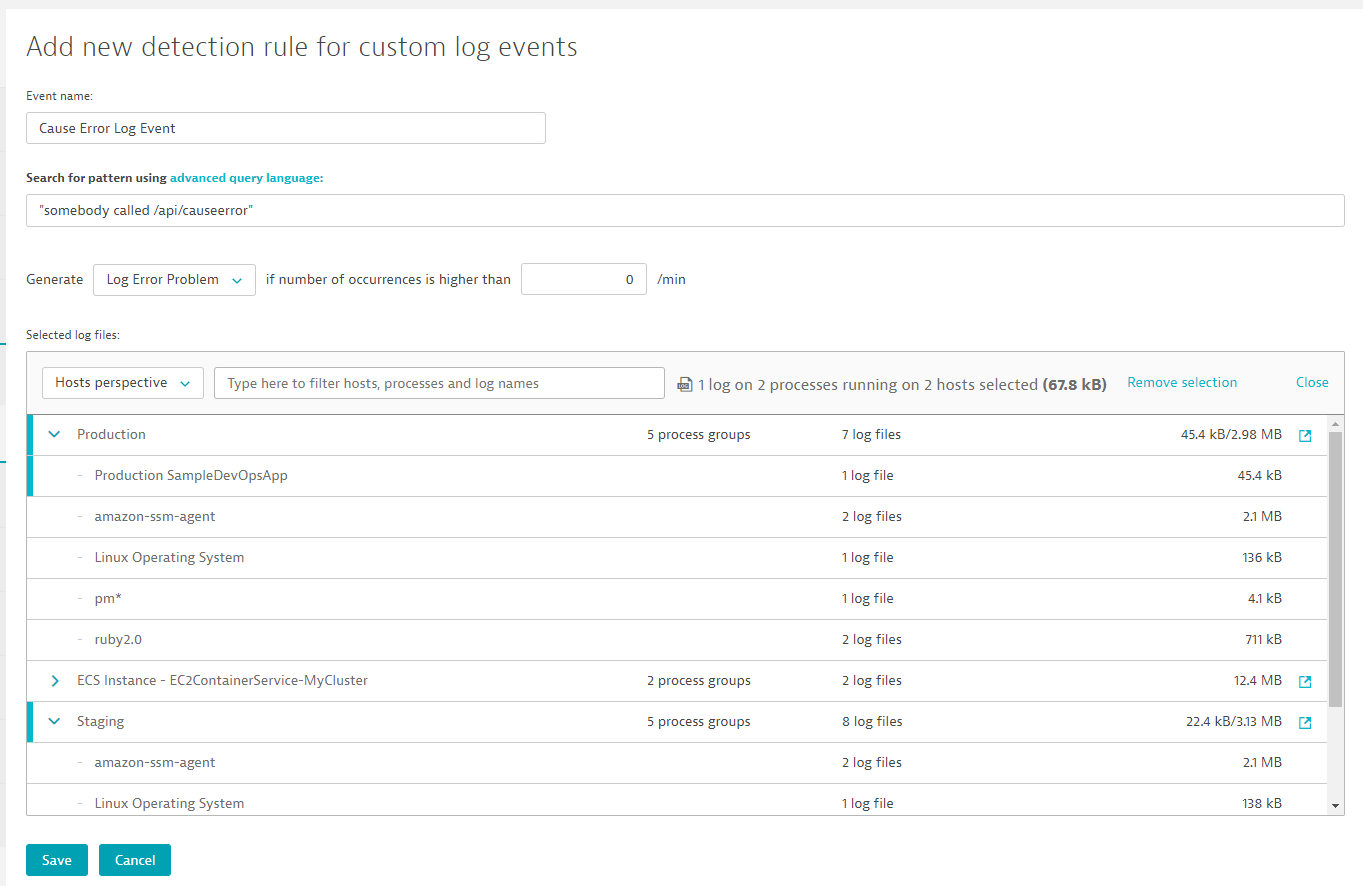 Add new detection rule for custom log events
Event name:
Cause Error Log Event
Search for pattern using advanced query language:
"somebody called /api/causeerror"
Generate Log Error Problem if number of occurrences is higher than 0 /min
Selected log files:
Hosts perspective Type here to filter hosts, processes and log names 1 log on 2 processes running on 2 hosts selected (67.8 kB) Remove selection Close
Production 5 process groups 7 log files 45.4 kB/2.98 MB
- Production SampleDevOpsApp 1 log file 45.4 kB
- amazon-ssm-agent 2 log files 2.1 MB
- Linux Operating System 1 log file 136 kB
- pm* 1 log file 4.1 kB
- ruby2.0 2 log files 711 kB
ECS Instance - EC2ContainerService-MyCluster 2 process groups 2 log files 12.4 MB
Staging 5 process groups 8 log files 22.4 kB/3.13 MB
- amazon-ssm-agent 2 log files 2.1 MB
- Linux Operating System 1 log file 138 kB
Save Cancel